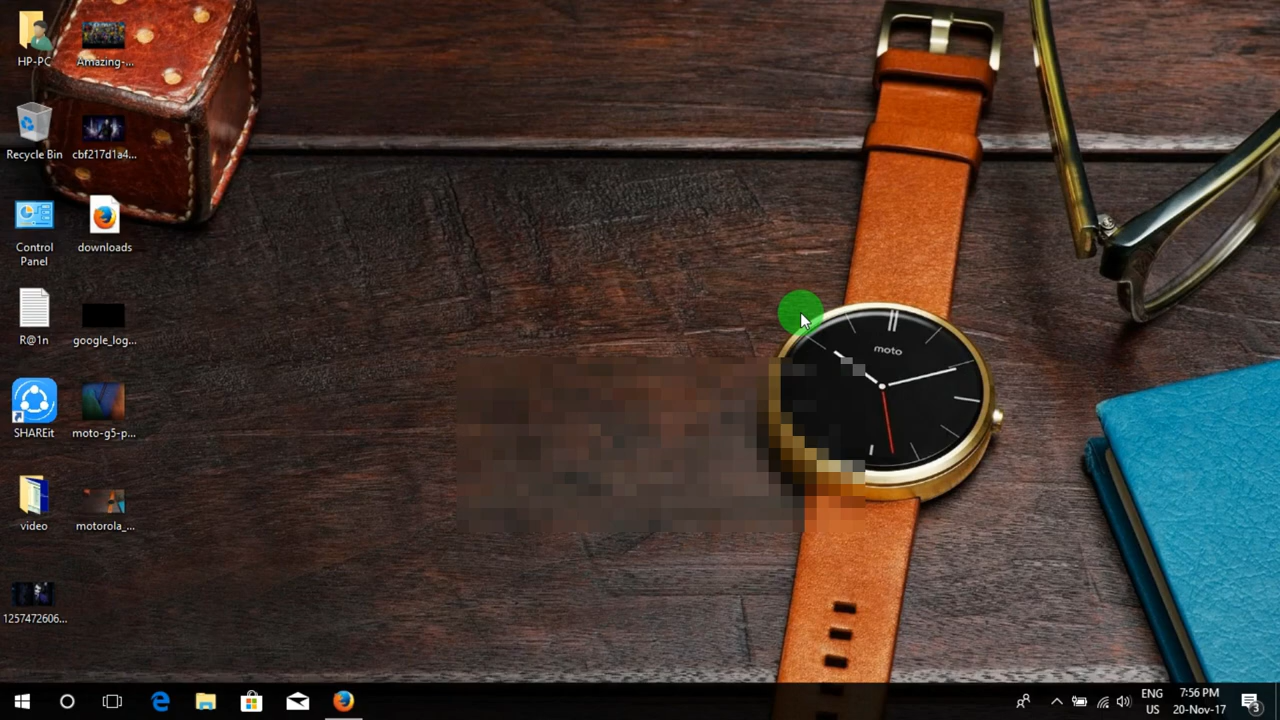 HP-PC
Amazing-...
Recycle Bin
cbf217d1a4...
Control
Panel
downloads
R@1n
google_log...
SHAREit
moto-g5-p...
video
motorola_...
1257472606...
moto
ENG
US
7:56 PM
20-Nov-17
3